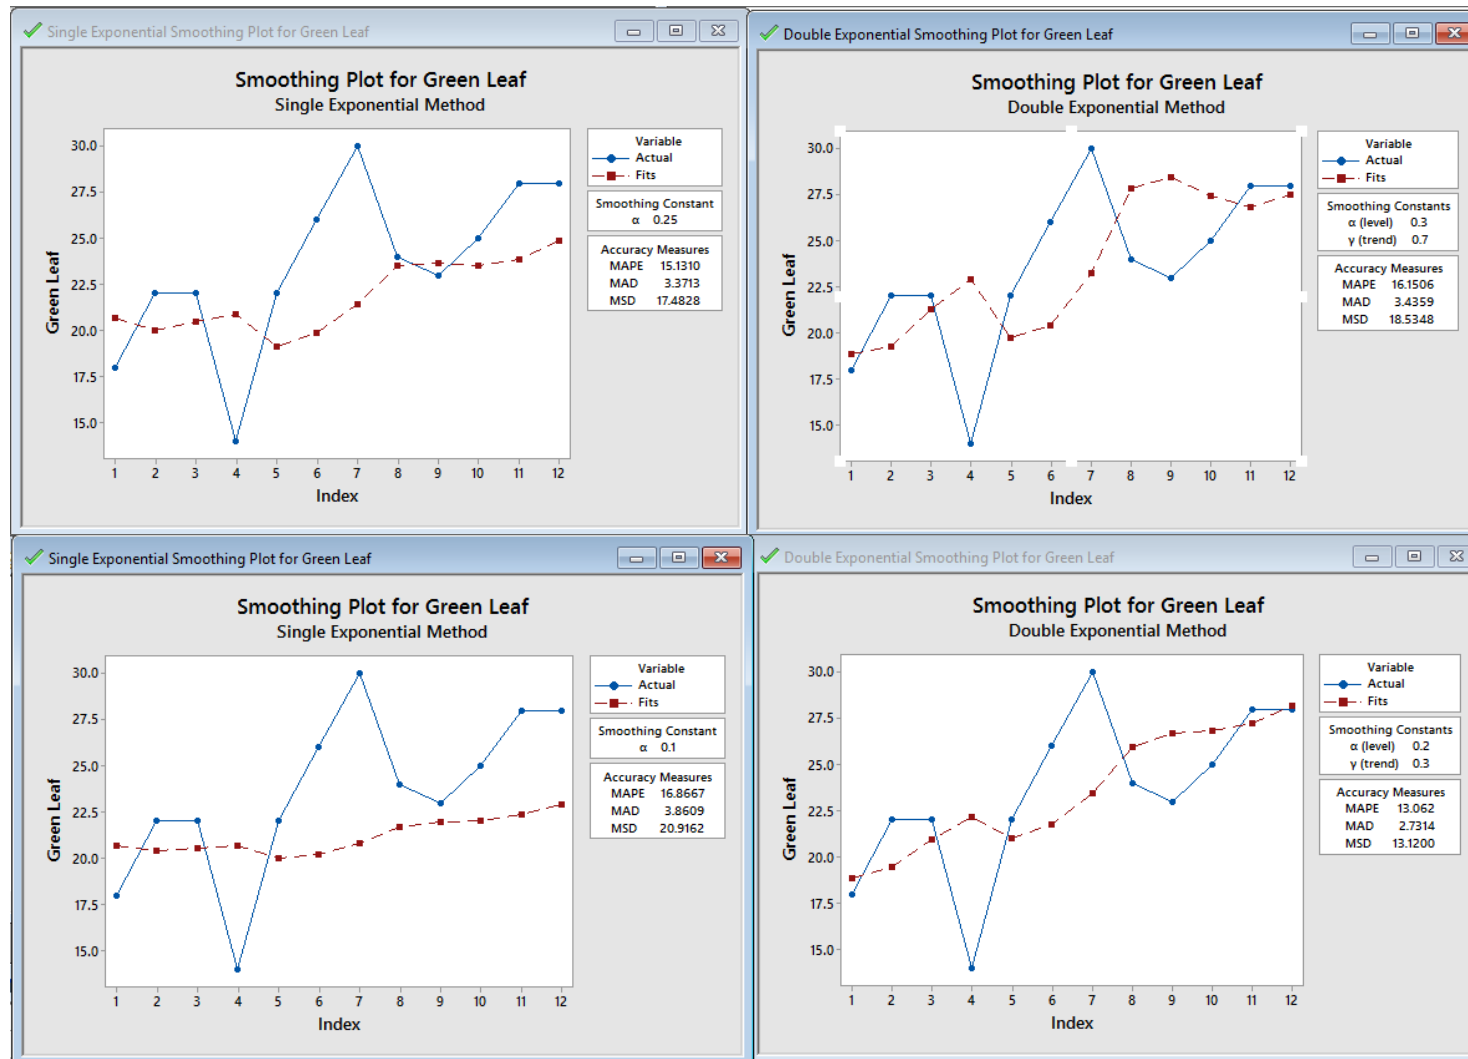 Single Exponential Smoothing Plot for Green Leaf
Smoothing Plot for Green Leaf
Single Exponential Method
30.0
27.5
25.0
22.5
20.0
17.5
15.0
Green Leaf
1 2 3 4 5 6 7 8 9 10 11 12
Index
Variable
Actual
Fits
Smoothing Constant
α 0.25
Accuracy Measures
MAPE 15.1310
MAD 3.3713
MSD 17.4828
Double Exponential Smoothing Plot for Green Leaf
Smoothing Plot for Green Leaf
Double Exponential Method
30.0
27.5
25.0
22.5
20.0
17.5
15.0
Green Leaf
1 2 3 4 5 6 7 8 9 10 11 12
Index
Variable
Actual
Fits
Smoothing Constants
α (level) 0.3
γ (trend) 0.7
Accuracy Measures
MAPE 16.1506
MAD 3.4359
MSD 18.5348
Single Exponential Smoothing Plot for Green Leaf
Smoothing Plot for Green Leaf
Single Exponential Method
30.0
27.5
25.0
22.5
20.0
17.5
15.0
Green Leaf
1 2 3 4 5 6 7 8 9 10 11 12
Index
Variable
Actual
Fits
Smoothing Constant
α 0.1
Accuracy Measures
MAPE 16.8667
MAD 3.8609
MSD 20.9162
Double Exponential Smoothing Plot for Green Leaf
Smoothing Plot for Green Leaf
Double Exponential Method
30.0
27.5
25.0
22.5
20.0
17.5
15.0
Green Leaf
1 2 3 4 5 6 7 8 9 10 11 12
Index
Variable
Actual
Fits
Smoothing Constants
α (level) 0.2
γ (trend) 0.3
Accuracy Measures
MAPE 13.062
MAD 2.7314
MSD 13.1200